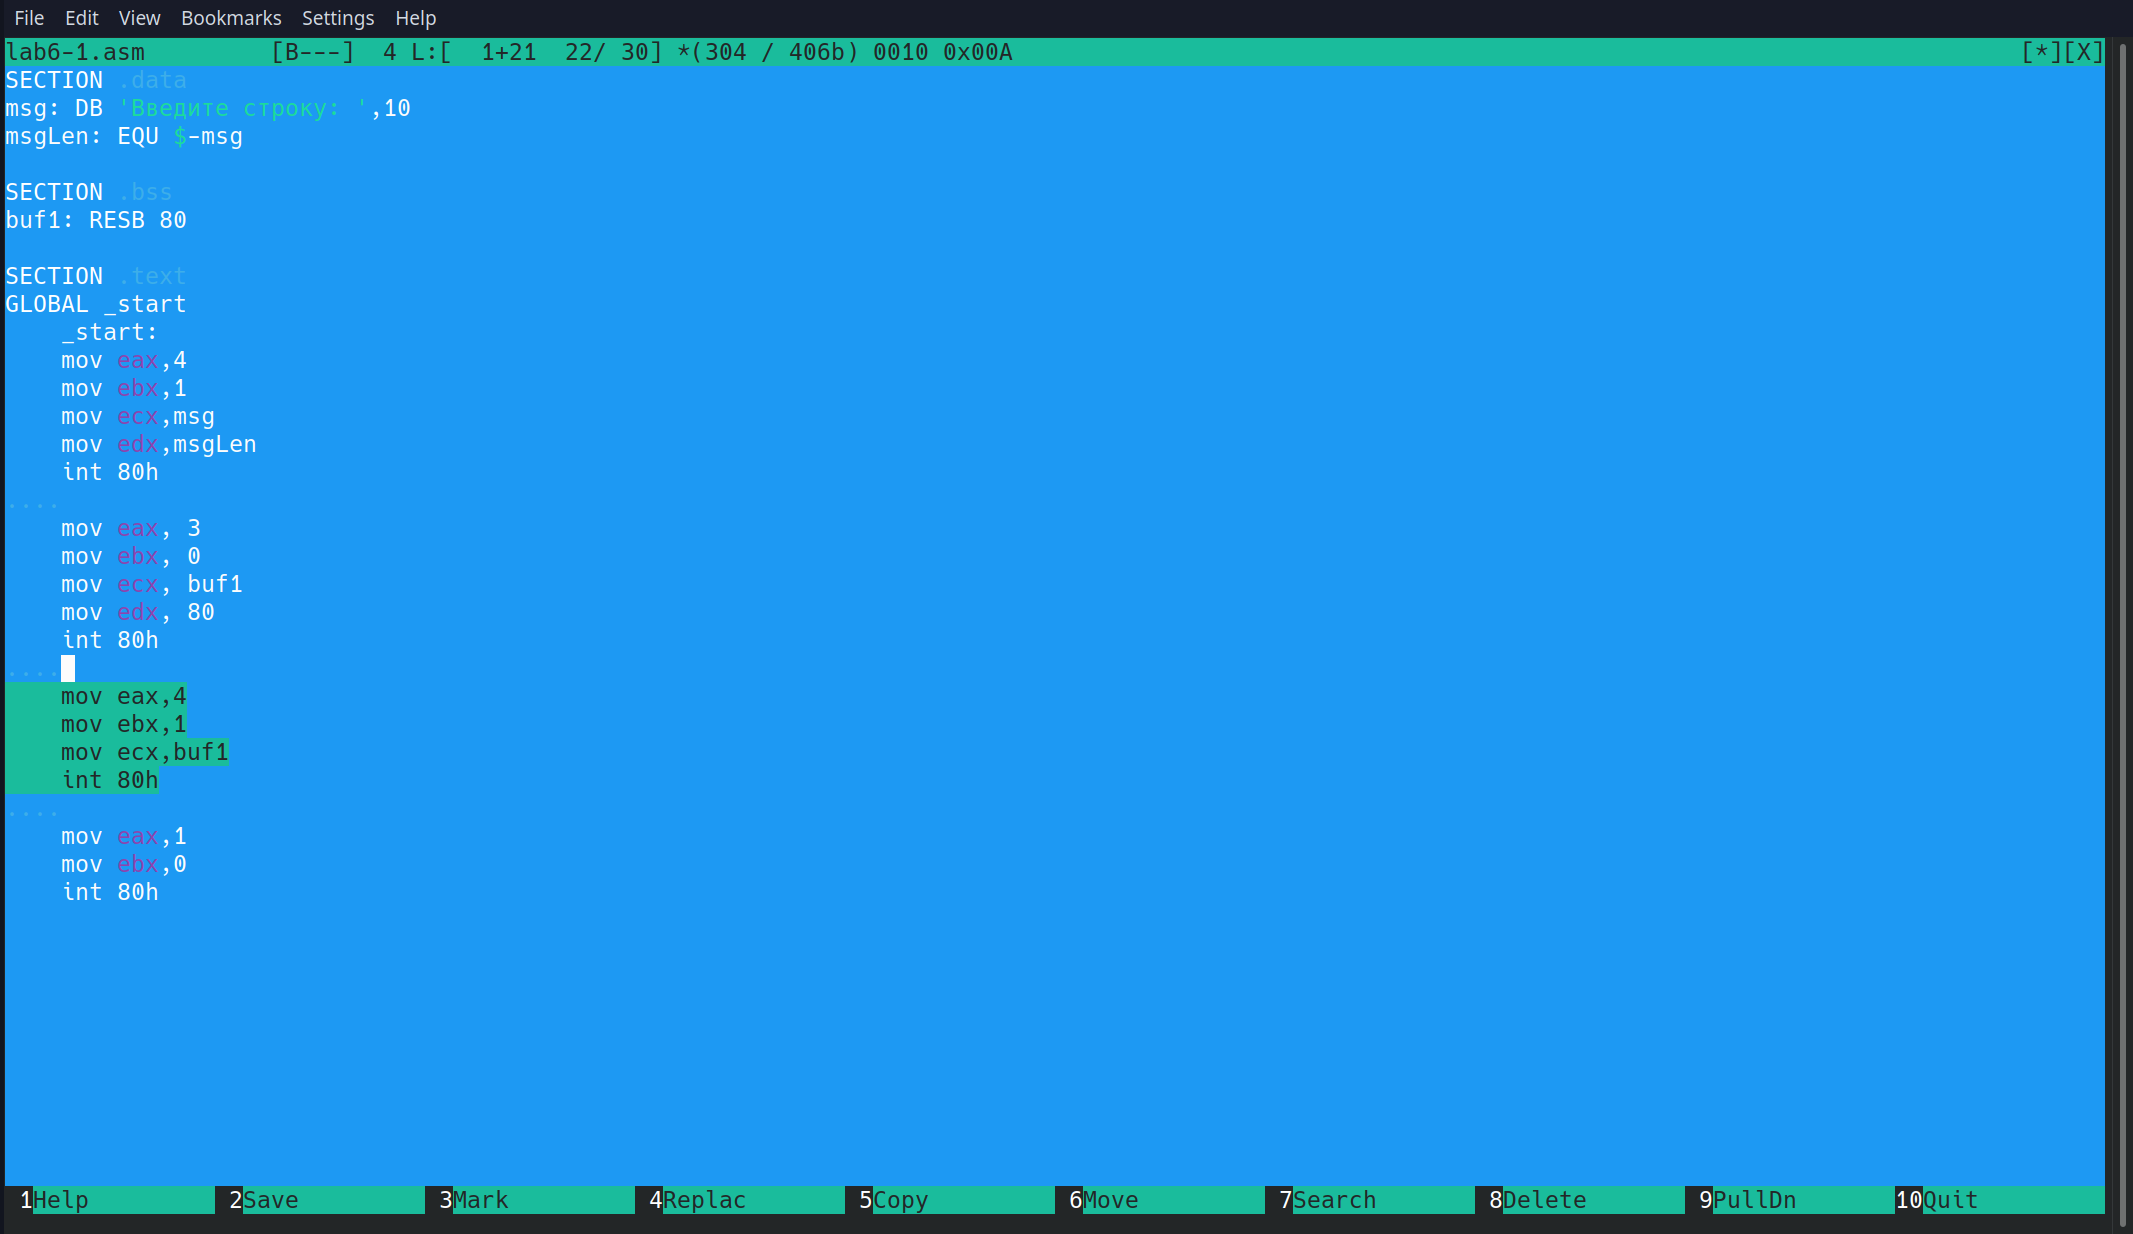 File Edit View Bookmarks Settings Help
lab6-1.asm [B---] 4 L:[ 1+21 22/ 30] *(304 / 406b) 0010 0x00A [*][X]
SECTION .data
msg: DB 'Введите строку: ',10
msgLen: EQU $-msg
SECTION .bss
buf1: RESB 80
SECTION .text
GLOBAL _start
_start:
mov eax,4
mov ebx,1
mov ecx,msg
mov edx,msgLen
int 80h
....
mov eax, 3
mov ebx, 0
mov ecx, buf1
mov edx, 80
int 80h
....
mov eax,4
mov ebx,1
mov ecx,buf1
int 80h
....
mov eax,1
mov ebx,0
int 80h
1Help 2Save 3Mark 4Replac 5Copy 6Move 7Search 8Delete 9PullDn 10Quit